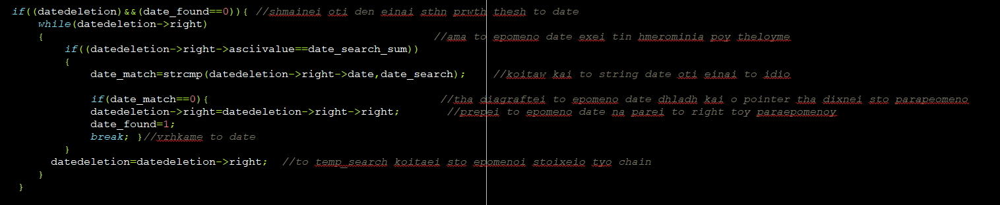 if((datedeletion)&&(date_found==0)){ //shmainei oti den einai sthn prwth thesh to date
while(datedeletion->right)
{ //ama to epomeno date exei tin hmerominia poy theloyme
if((datedeletion->right->asciivalue==date_search_sum))
{
date_match=strcmp(datedeletion->right->date,date_search); //koitaw kai to string date oti einai to idio
if(date_match==0){ //tha diagraftei to epomeno date dhladh kai o pointer tha dixnei sto parapeomeno
datedeletion->right=datedeletion->right->right; //prepei to epomeno date na parei to right toy paraepomenoy
date_found=1;
break; }//vrhkame to date
}
datedeletion=datedeletion->right; //to temp_search koitaei sto epomenoi stoixeio tyo chain
}
}